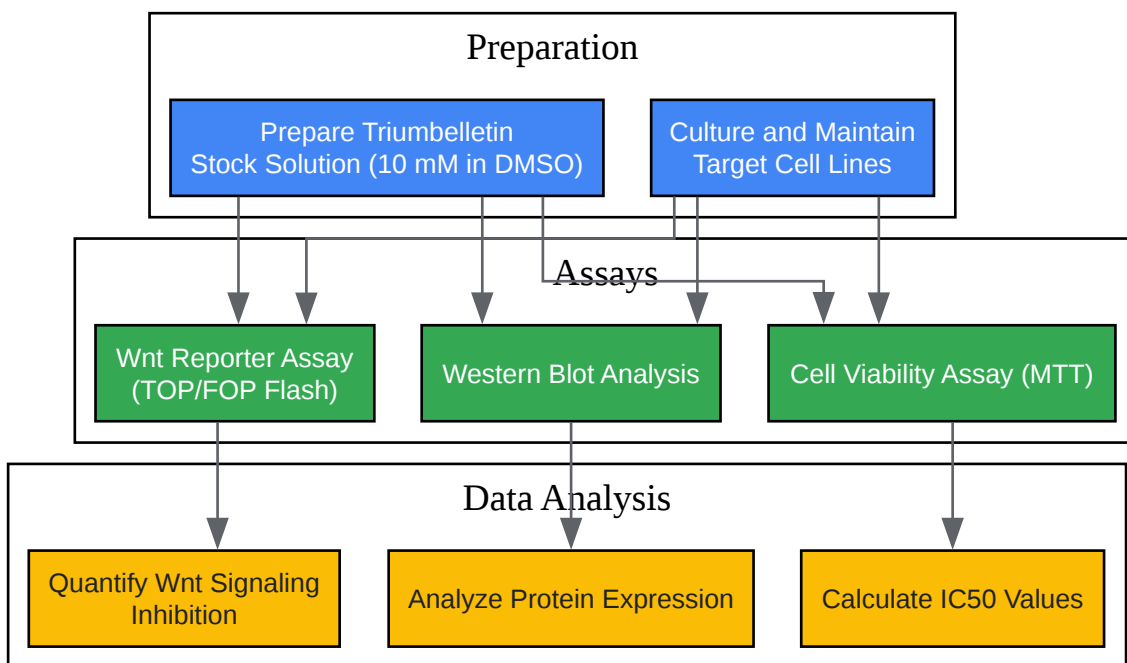 Preparation
Prepare Triumbelletin
Stock Solution (10 mM in DMSO)
Culture and Maintain
Target Cell Lines
Assays
Wnt Reporter Assay
(TOP/FOP Flash)
Western Blot Analysis
Cell Viability Assay (MTT)
Data Analysis
Quantify Wnt Signaling
Inhibition
Analyze Protein Expression
Calculate IC50 Values